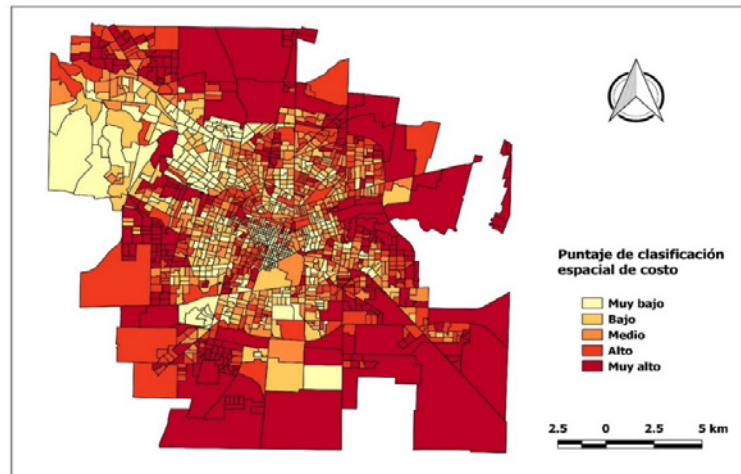 Puntaje de clasificación
espacial de costo
Muy bajo
Bajo
Medio
Alto
Muy alto
2.5 0 2.5 5 km